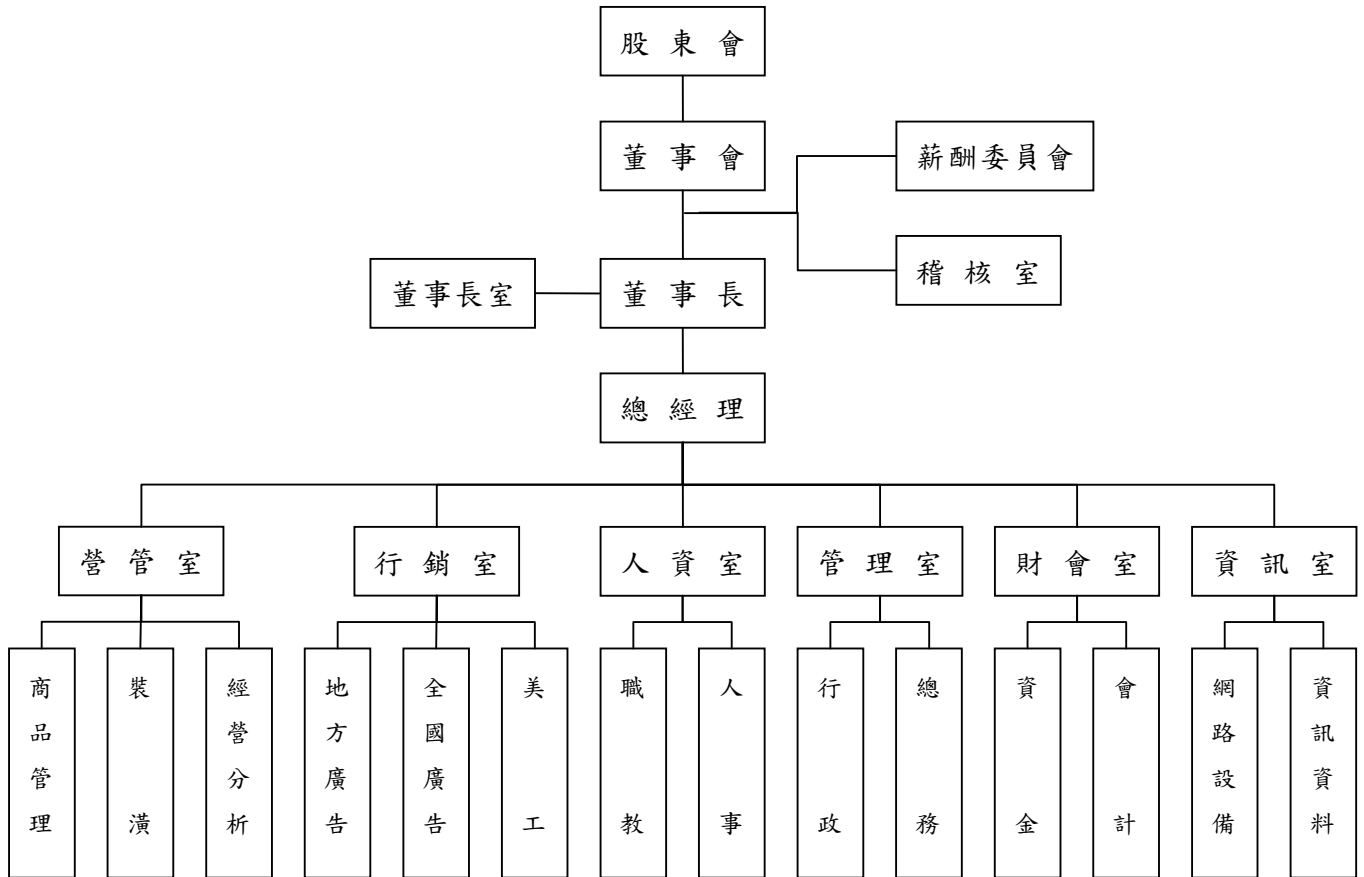 股東會
董事會
薪酬委員會
稽核室
董事長室
董事長
總經理
營管室
行銷室
人資室
管理室
財會室
資訊室
商品管理
裝潢
經營分析
地方廣告
全國廣告
美工
職教
人事
行政
總務
資金
會計
網路設備
資訊資料